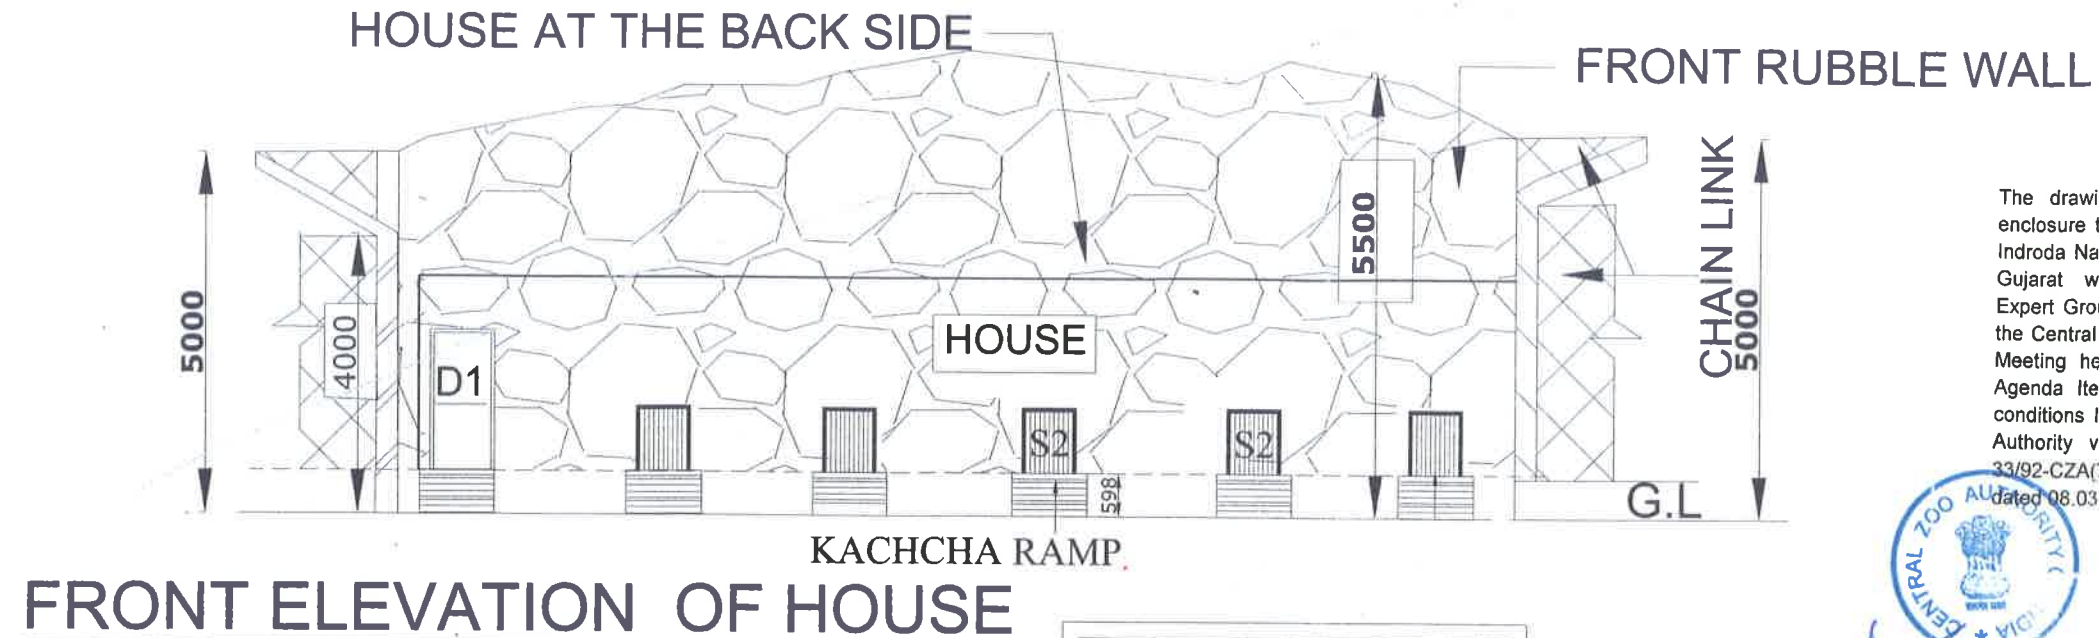 HOUSE AT THE BACK SIDE
FRONT RUBBLE WALL
CHAIN LINK
5000
4000
5500
5000
HOUSE
D1
S2
S2
598
G.L
KACHCHA RAMP
FRONT ELEVATION OF HOUSE
The drawi
enclosure
Indroda Na
Gujarat w
Expert Gro
the Central
Meeting he
Agenda Ite
conditions
Authority v
33/92-CZA(
dated 08.03
CENTRAL ZOO AUTHORITY (